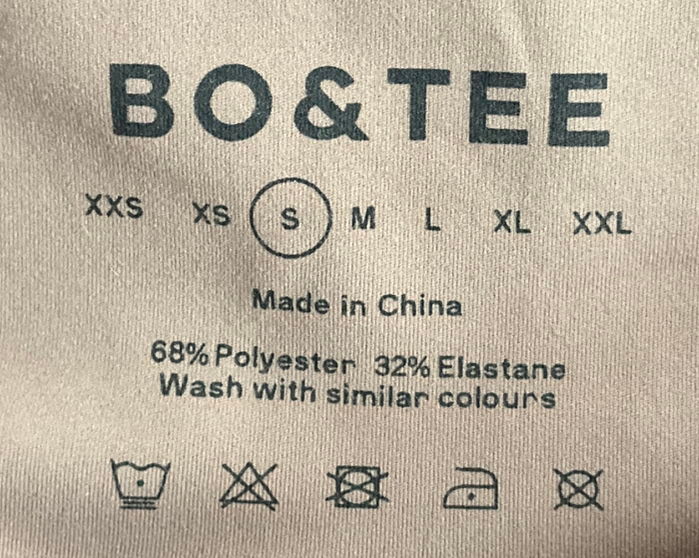 BO&TEE
XXS XS S M L XL XXL
Made in China
68% Polyester 32% Elastane
Wash with similar colours